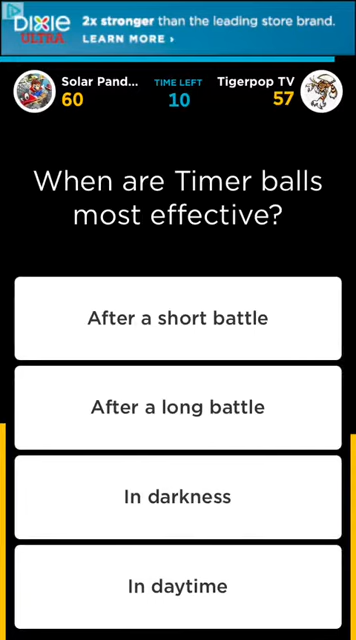 DIXIE ULTRA
2x stronger than the leading store brand.
LEARN MORE ›
Solar Pand...
TIME LEFT
Tigerpop TV
60
10
57
When are Timer balls
most effective?
After a short battle
After a long battle
In darkness
In daytime